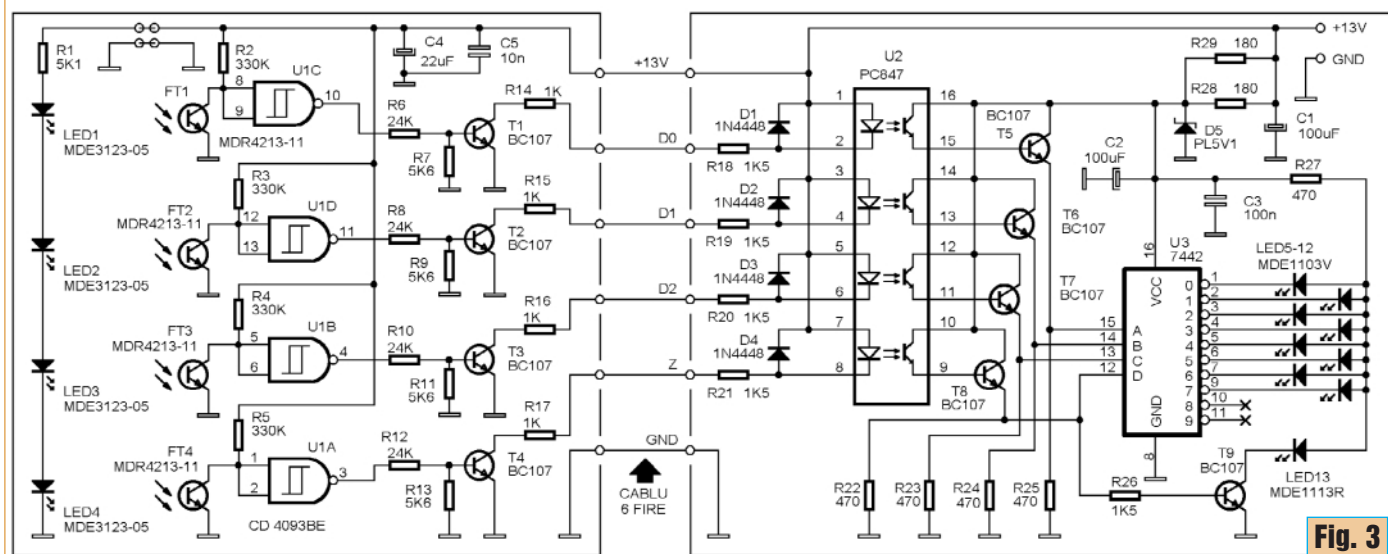 R1
5K1
LED1
MDE3123-05
LED2
MDE3123-05
LED3
MDE3123-05
LED4
MDE3123-05
R2
330K
FT1
MDR4213-11
U1C
8
9
10
R3
330K
FT2
MDR4213-11
U1D
12
13
11
R4
330K
FT3
MDR4213-11
U1B
5
6
4
R5
330K
FT4
MDR4213-11
U1A
1
2
3
CD 4093BE
C4
22uF
C5
10n
R6
24K
R7
5K6
R14 1K
T1
BC107
R8
24K
R9
5K6
R15
1K
T2
BC107
R10
24K
R11
5K6
R16
1K
T3
BC107
R12
24K
R13
5K6
R17
1K
T4
BC107
+13V
D0
D1
D2
Z
GND
CABLU
6 FIRE
D1
1N4448
R18 1K5
D2
1N4448
R19 1K5
D3
1N4448
R20 1K5
D4
1N4448
R21 1K5
U2
PC847
1
2
3
4
5
6
7
8
16
15
14
13
12
11
10
9
BC107
T5
T6
BC107
T7
BC107
T8
BC107
R22
470
R23
470
R24
470
R25
470
R29 180
R28 180
D5
PL5V1
+13V
GND
C1
100uF
C2
100uF
C3
100n
R27
470
U3
7442
16
VCC
GND
8
15
14
13
12
A
B
C
D
0
1
2
3
4
5
6
7
8
9
1
2
3
4
5
6
7
9
10
11
LED5-12
MDE1103V
T9
BC107
R26
1K5
LED13
MDE1113R
Fig. 3